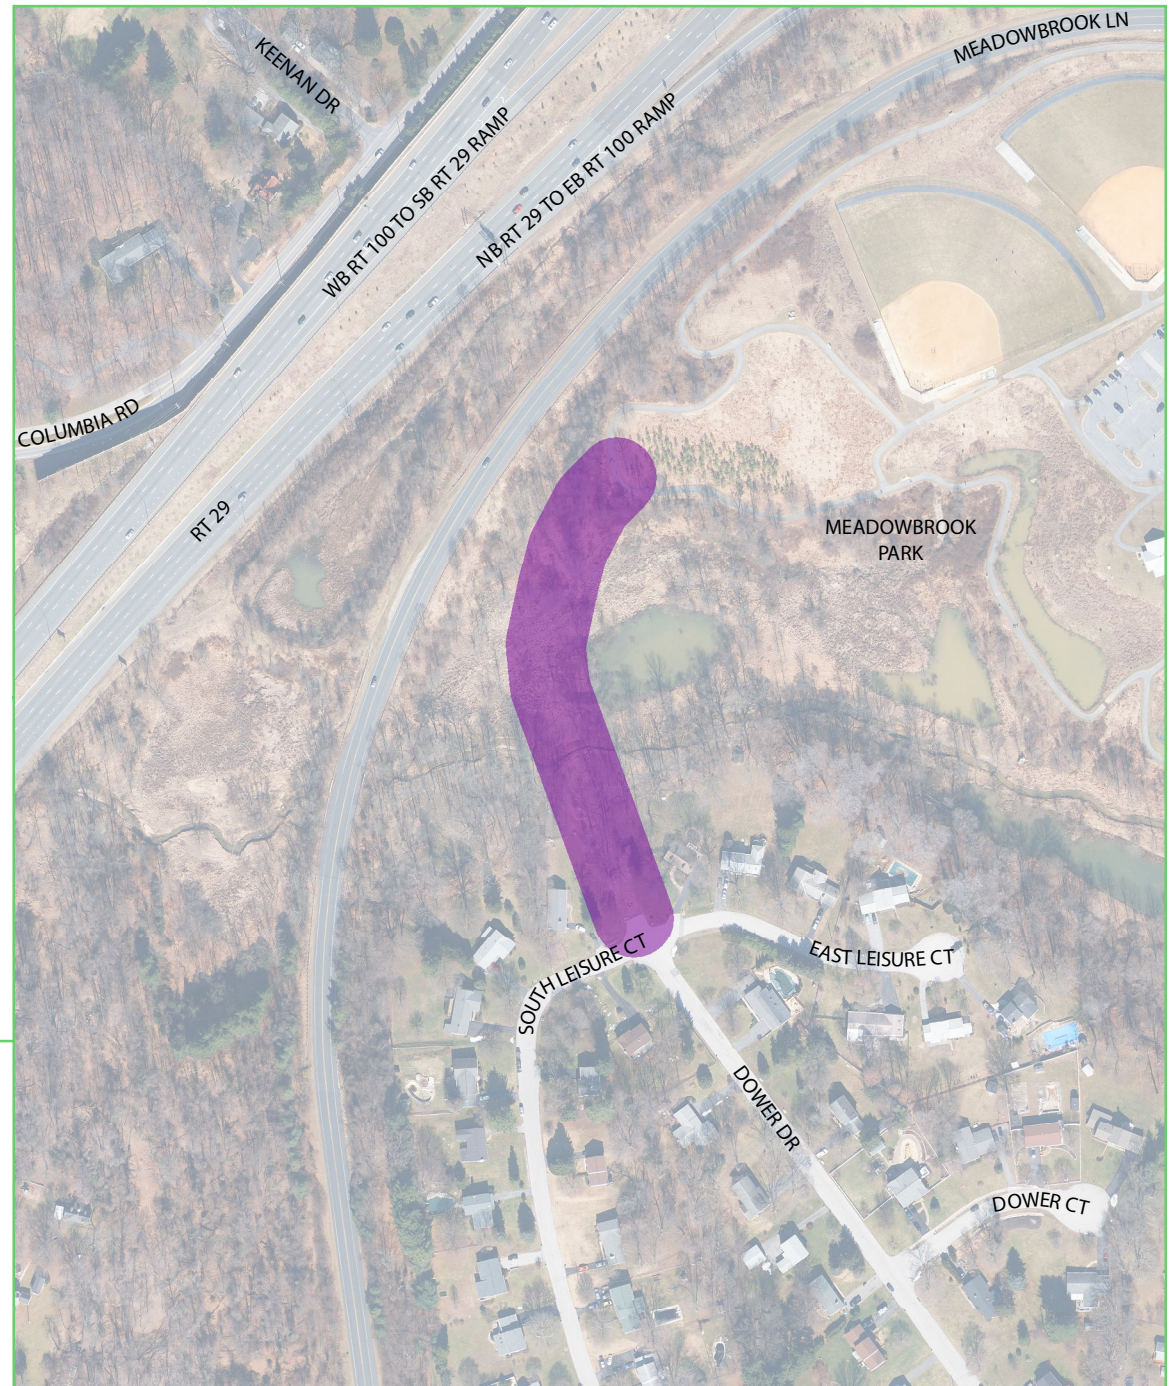 MEADOWBROOK LN
KEENAN DR
WB RT 100 TO SB RT 29 RAMP
NB RT 29 TO EB RT 100 RAMP
COLUMBIA RD
RT 29
MEADOWBROOK
PARK
SOUTH LEISURE CT
EAST LEISURE CT
DOWER DR
DOWER CT